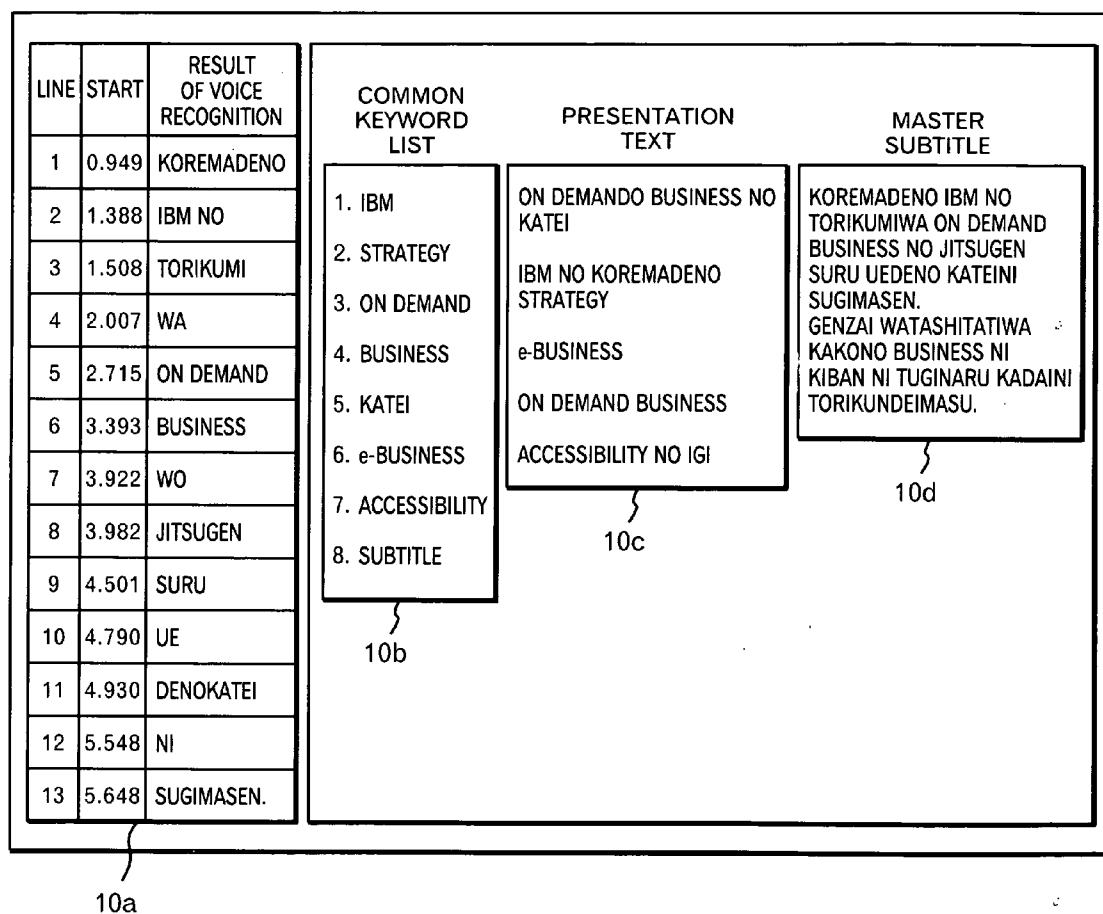 LINE START RESULT OF VOICE RECOGNITION
1 0.949 KOREMADENO
2 1.388 IBM NO
3 1.508 TORIKUMI
4 2.007 WA
5 2.715 ON DEMAND
6 3.393 BUSINESS
7 3.922 WO
8 3.982 JITSUGEN
9 4.501 SURU
10 4.790 UE
11 4.930 DENOKATEI
12 5.548 NI
13 5.648 SUGIMASEN.
10a
COMMON
KEYWORD
LIST
1. IBM
2. STRATEGY
3. ON DEMAND
4. BUSINESS
5. KATEI
6. e-BUSINESS
7. ACCESSIBILITY
8. SUBTITLE
10b
PRESENTATION
TEXT
ON DEMANDO BUSINESS NO
KATEI
IBM NO KOREMADENO
STRATEGY
e-BUSINESS
ON DEMAND BUSINESS
ACCESSIBILITY NO IGI
10c
MASTER
SUBTITLE
KOREMADENO IBM NO
TORIKUMIWA ON DEMAND
BUSINESS NO JITSUGEN
SURU UEDENO KATEINI
SUGIMASEN.
GENZAI WATASHITATIWA
KAKONO BUSINESS NI
KIBAN NI TUGINARU KADAINI
TORIKUNDEIMASU.
10d